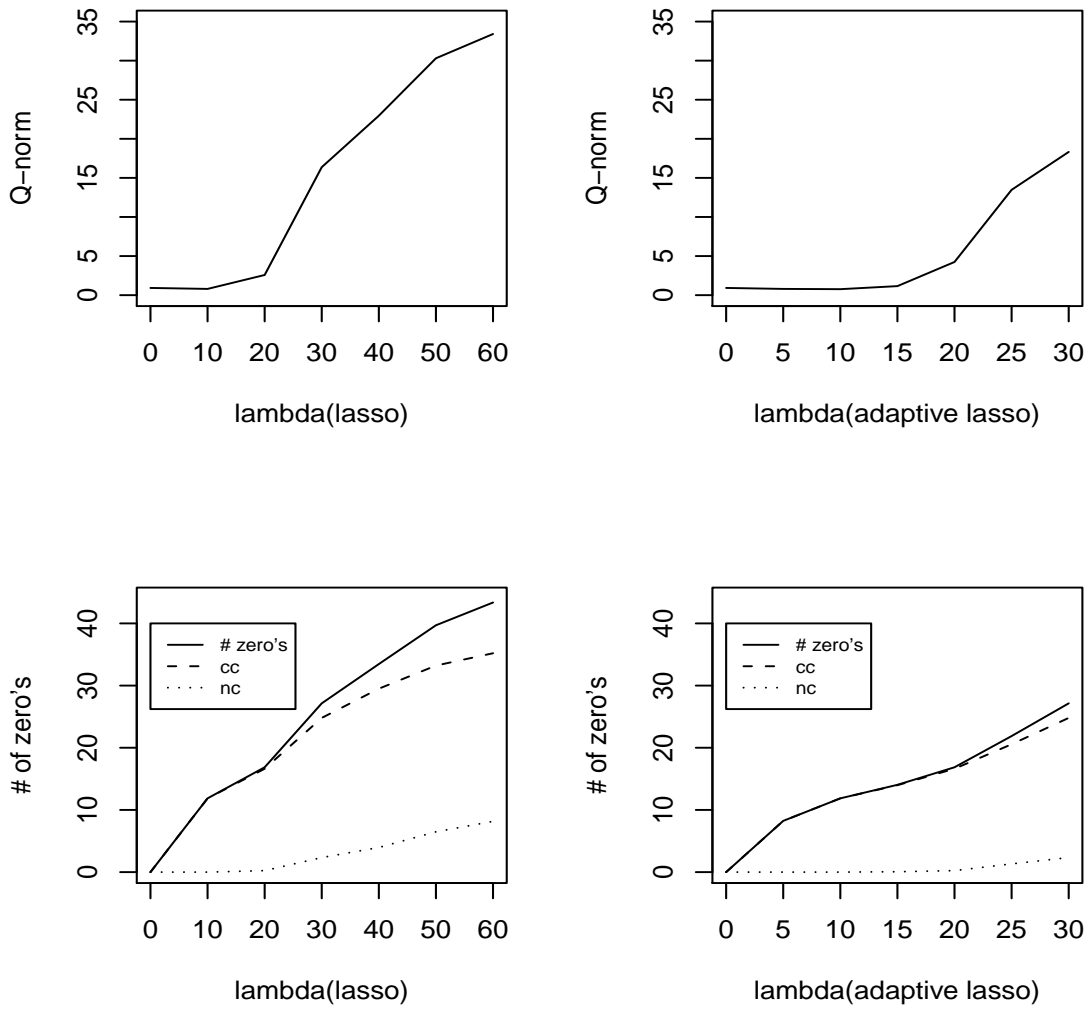 Q−norm
35
25
15
5
0
0 10 20 30 40 50 60
lambda(lasso)
Q−norm
35
25
15
5
0
0 5 10 15 20 25 30
lambda(adaptive lasso)
# of zero's
40
30
20
10
0
# zero's
cc
nc
0 10 20 30 40 50 60
lambda(lasso)
# of zero's
40
30
20
10
0
# zero's
cc
nc
0 5 10 15 20 25 30
lambda(adaptive lasso)